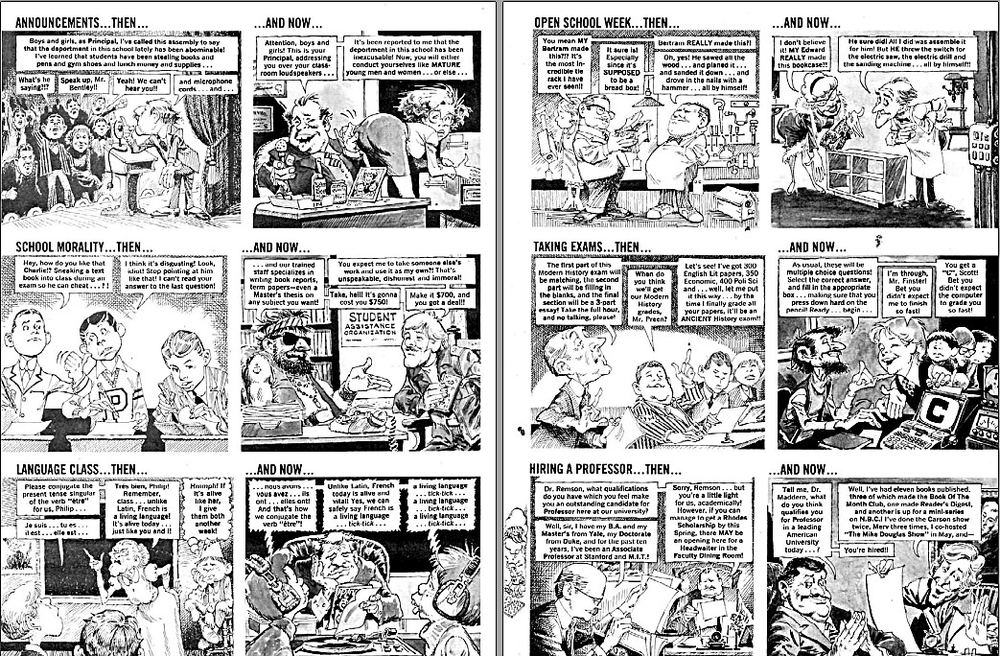 ANNOUNCEMENTS...THEN...
Boys and girls, as Principal, I've called this assembly to say
that the deportment in this school lately has been abominable!
I've learned that students have been stealing books and
pens and gym shoes and lunch money and supplies . . .
What's he
saying?!?
Speak up, Mr.
Bentley!!
Yeah! We can't
hear you!!
. . . and microphone
cords . . . and . . .
...AND NOW...
Attention, boys and
girls! This is your
Principal, addressing
you over your class-
room loudspeakers . . .
It's been reported to me that the
deportment in this school has been
inexcusable! Now, you will either
conduct yourselves like MATURE
young men and women . . . or else . . .
SCHOOL MORALITY...THEN...
Hey, how do you like that
Charlie!? Sneaking a text
book into class during an
exam so he can cheat . . . ? !
I think it's disgusting! Look,
idiot! Stop pointing at him
like that! I can't read your
answer to the last question!
...AND NOW...
. . . and our trained
staff specializes in
writing book reports,
term papers—even a
Master's thesis on
any subject you want!
You expect me to take someone else's
work and use it as my own?! That's
unspeakable, dishonest and immoral!
Take, hell! It's gonna
cost you $750!
Make it $700, and
you got a deal!!
STUDENT
ASSISTANCE
ORGANIZATION
LANGUAGE CLASS...THEN...
Please conjugate the
present tense singular
of the verb "être"
for us, Philip . . .
Je suis . . . tu es . . .
il est . . . elle est . . .
Très bien, Philip!
Remember,
class . . . unlike
Latin, French is
a living language!
It's alive today . . .
just like you and I!
Hmmph! If
it's alive
like her,
I give
them both
another
week!
...AND NOW...
. . . nous avons . . .
vous avez . . . ils
ont . . . elles ont!
And that's how
we conjugate the
verb "être"!
Unlike Latin, French
today is alive and
vital! Yes, we can
safely say French is
a living language
. . . tick-tick . . .
a living language
. . . tick-tick . . .
a living language
. . . tick-tick . . .
a living language
. . . tick-tick . . .
OPEN SCHOOL WEEK...THEN...
You mean MY
Bertram made
this?!? It's
the most in-
credible tie
rack I have
ever seen!!
It sure is!
Especially
since it's
SUPPOSED
to be a
bread box!
Bertram REALLY made this?!
Oh, yes! He sawed all the
wood . . . and planed it . . .
and sanded it down . . . and
drove in the nails with a
hammer . . . all by himself!
...AND NOW...
I don't believe
it! MY Edward
REALLY made
this bookcase?!
He sure did! All I did was assemble it
for him! But HE threw the switch for
the electric saw, the electric drill and
the sanding machine . . . all by himself!!
TAKING EXAMS...THEN...
The first part of this
Modern History exam will
be matching, the second
part will be filling in
the blanks, and the final
section will be a 3-part
essay! Take the full hour,
and no talking, please!
When do
you think
we'll get
our Modern
History
grades,
Mr. Preen?
Let's see! I've got 300
English Lit papers, 350
Economic, 400 Poli Sci
and . . . well, let me put
it this way . . . by the
time I finally grade all
your papers, it'll be an
ANCIENT History exam!!
...AND NOW...
As usual, these will be
multiple choice questions!
Select the correct answer,
and fill in the appropriate
box . . . making sure that you
press down hard on the
pencil! Ready . . . begin . . .
I'm through,
Mr. Finster!
Bet you
didn't expect
me to finish
so fast!
You get a
"C", Scott!
Bet you
didn't expect
the computer
to grade you
so fast!
C
HIRING A PROFESSOR...THEN...
Dr. Remson, what qualifications
do you have which you feel make
you an outstanding candidate for
Professor here at our university?
Well, sir, I have my B.A. and my
Master's from Yale, my Doctorate
from Duke, and for the past ten
years, I've been an Associate
Professor at Stanford and M.I.T.!
Sorry, Remson . . . but
you're a little light
for us, academically!
However, if you can
manage to get a Rhodes
Scholarship by this
Spring, there MAY be
an opening here for a
Headwaiter in the
Faculty Dining Room!
...AND NOW...
Tell me, Dr.
Maddern, what
do you think
qualifies you
for Professor
in a leading
American
University
today . . . ?
Well, I've had eleven books published,
three of which made the Book Of The
Month Club, one made Reader's Digest,
and another is up for a mini-series
on N.B.C.! I've done the Carson show
twice, Merv three times, I co-hosted
"The Mike Douglas Show" in May, and—
You're hired!!